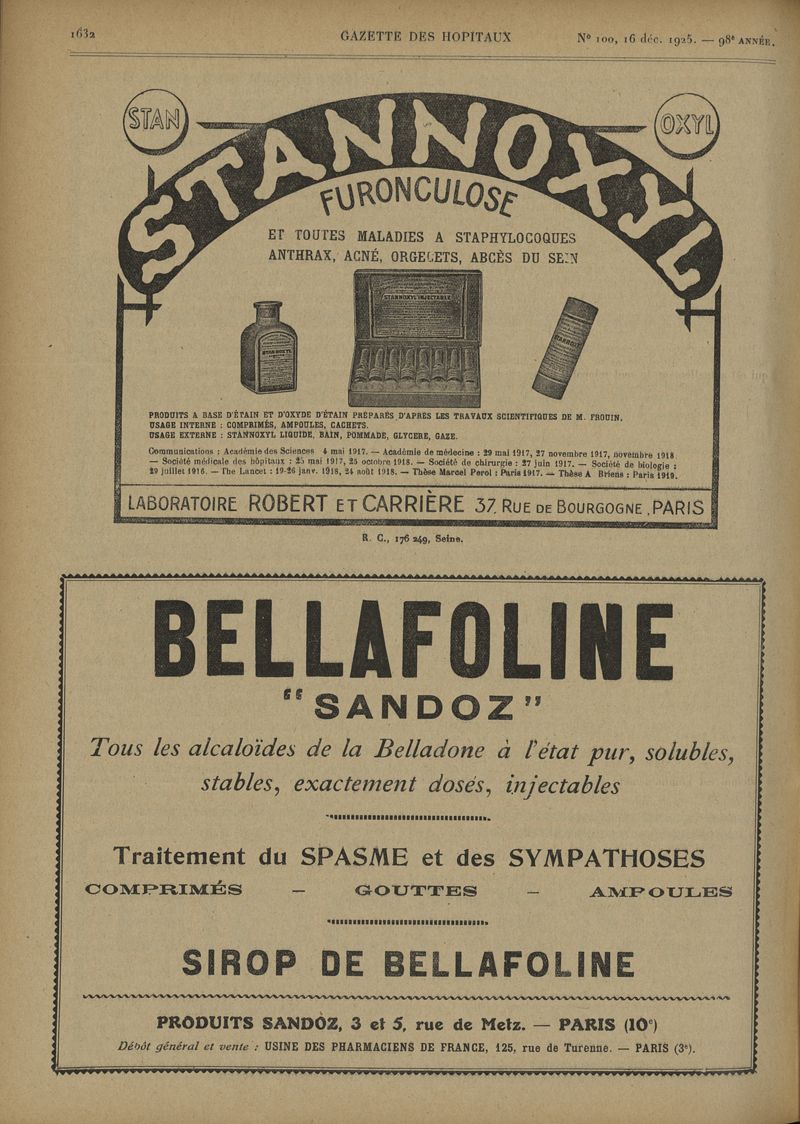 1632
GAZETTE DES HOPITAUX
N° 100, 16 déc. 1925. — 98e ANNÉE.
STAN
OXYL
STANNOXYL
FURONCULOSE
ET TOUTES MALADIES A STAPHYLOCOQUES
ANTHRAX, ACNÉ, ORGELETS, ABCÈS DU SEIN
STANNOXYL INJECTABLE
STANNOXYL
STANNOXYL
PRODUITS A BASE D'ÉTAIN ET D'OXYDE D'ÉTAIN PRÉPARÉS D'APRES LES TRAVAUX SCIENTIFIQUES DE M. FROUIN.
USAGE INTERNE : COMPRIMÉS, AMPOULES, CACHETS.
USAGE EXTERNE : STANNOXYL LIQUIDE, BAIN, POMMADE, GLYCERE, GAZE.
Communications : Académie des Sciences 4 mai 1917. — Académie de médecine : 29 mai 1917, 27 novembre 1917, novembre 1918
— Société médicale des hôpitaux : 25 mai 1917, 25 octobre 1918. — Société de chirurgie : 27 juin 1917. — Société de biologie :
29 juillet 1916. — The Lancet : 19-26 janv. 1918, 24 août 1918. — Thèse Marcel Perol : Paris 1917. — Thèse A Briens : Paris 1919.
LABORATOIRE ROBERT ET CARRIÈRE 37, RUE DE BOURGOGNE, PARIS
R. C., 176 249, Seine.
BELLAFOLINE
"SANDOZ"
Tous les alcaloïdes de la Belladone à l'état pur, solubles,
stables, exactement dosés, injectables
Traitement du SPASME et des SYMPATHOSES
COMPRIMÉS — GOUTTES — AMPOULES
SIROP DE BELLAFOLINE
PRODUITS SANDOZ, 3 et 5, rue de Metz. — PARIS (10e)
Dépôt général et vente : USINE DES PHARMACIENS DE FRANCE, 125, rue de Turenne. — PARIS (3e).